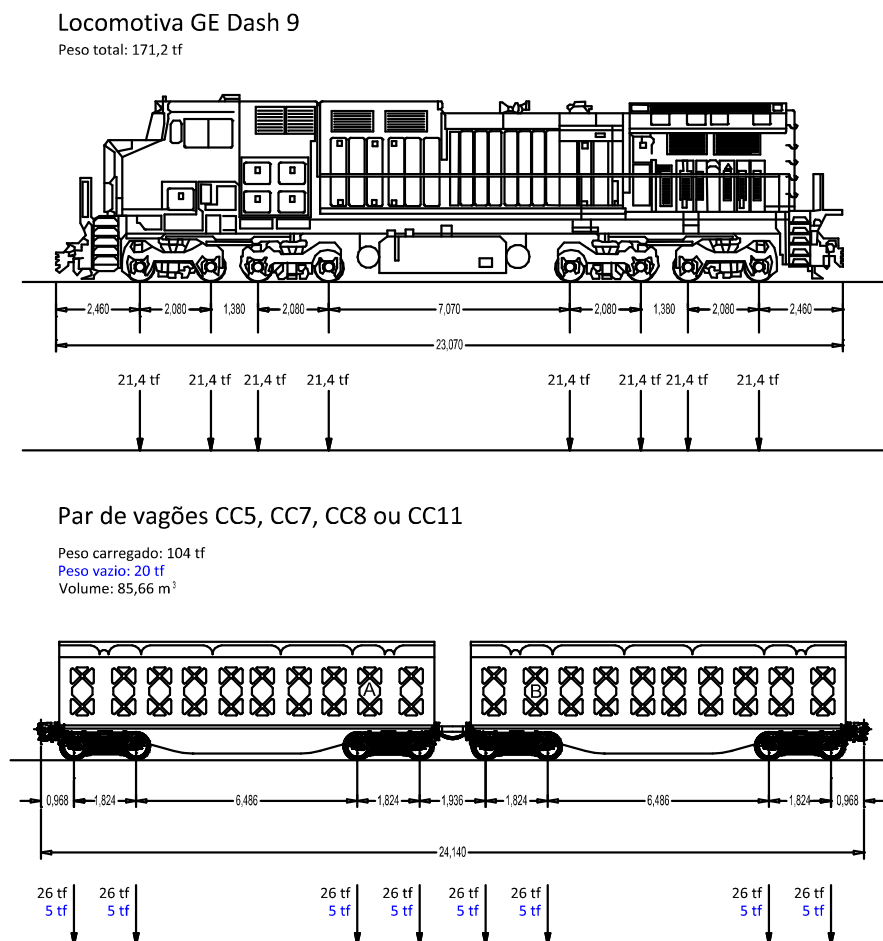 Locomotiva GE Dash 9
Peso total: 171,2 tf
2,460 2,080 1,380 2,080 7,070 2,080 1,380 2,080 2,460
23,070
21,4 tf 21,4 tf 21,4 tf 21,4 tf 21,4 tf 21,4 tf 21,4 tf 21,4 tf
Par de vagões CC5, CC7, CC8 ou CC11
Peso carregado: 104 tf
Peso vazio: 20 tf
Volume: 85,66 m³
A B
0,968 1,824 6,486 1,824 1,936 1,824 6,486 1,824 0,968
24,140
26 tf 26 tf 26 tf 26 tf 26 tf 26 tf 26 tf 26 tf
5 tf 5 tf 5 tf 5 tf 5 tf 5 tf 5 tf 5 tf